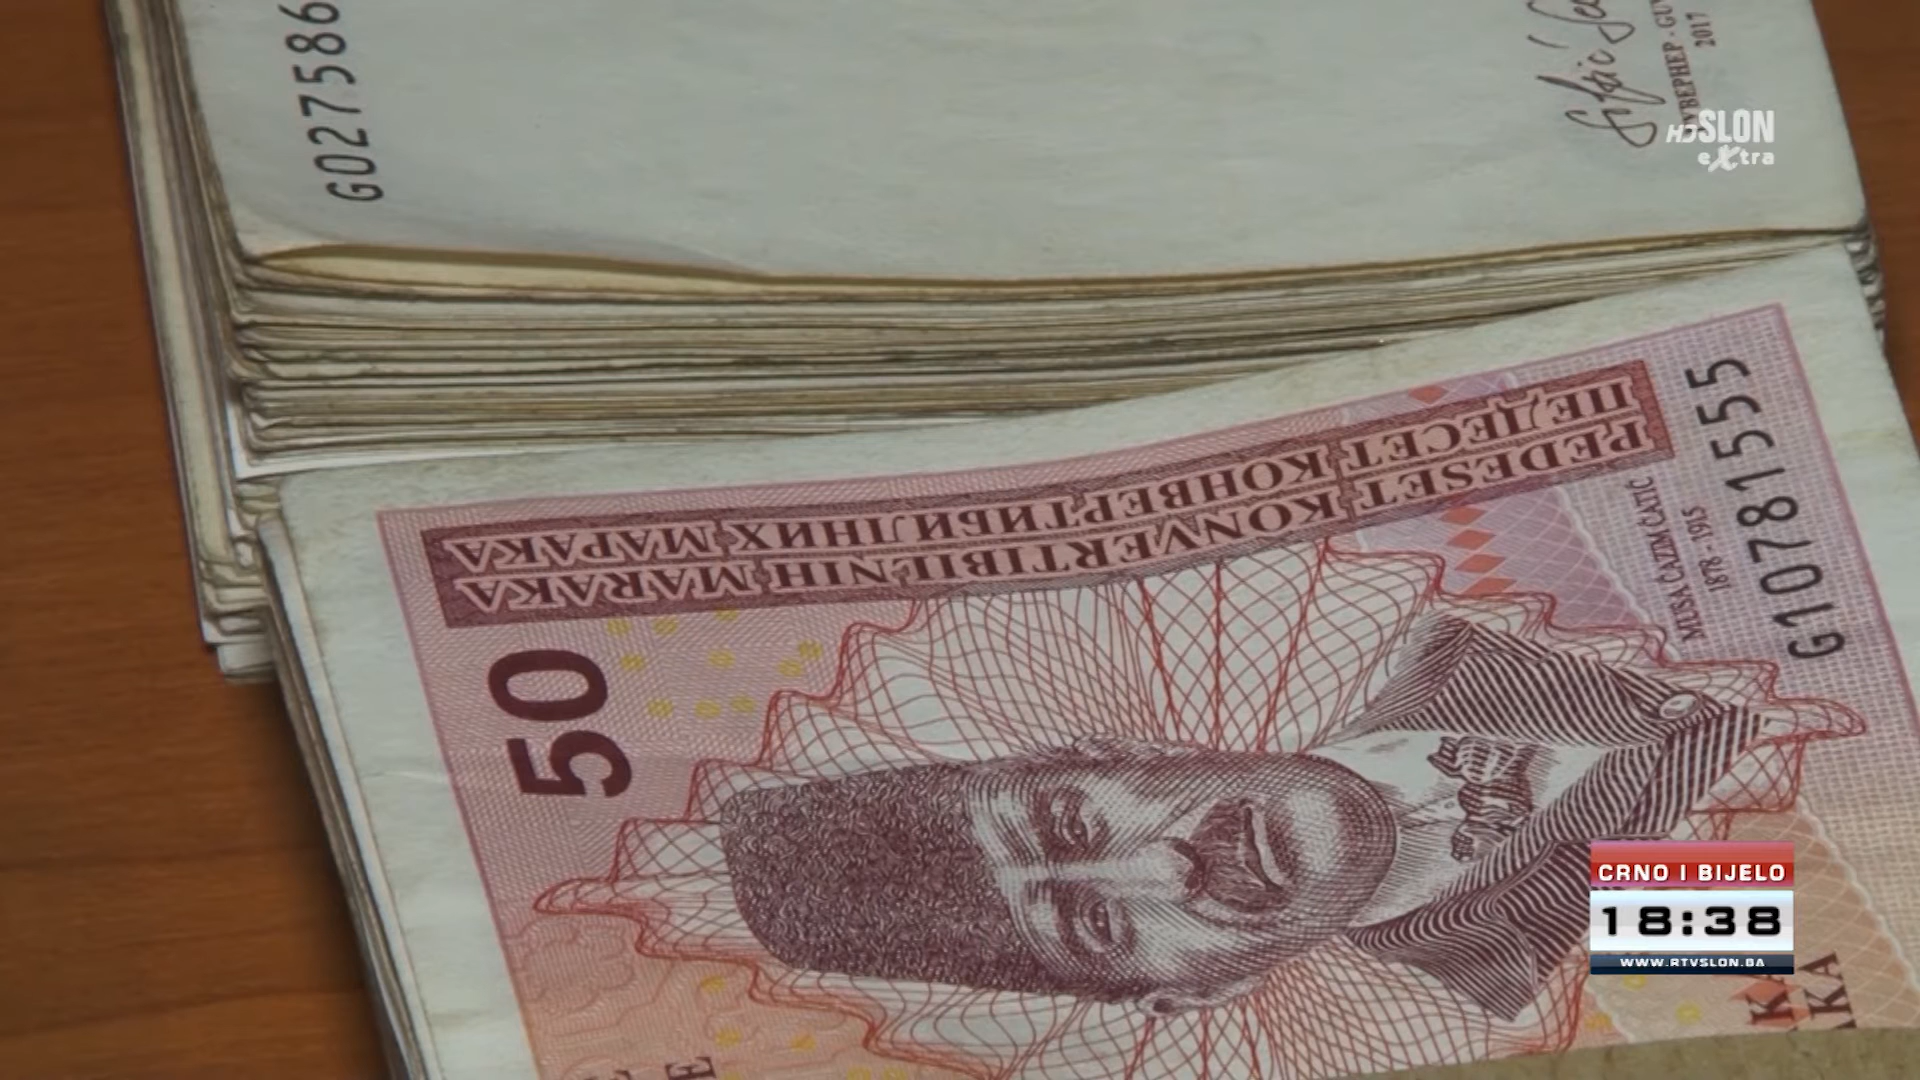 G027586
2017
HD SLON
eXtra
PEDESET KONVERTIBILNIH MARAKA
ПЕДЕСЕТ КОНВЕРТИБИЛНИХ МАРАКА
50
MUSA ĆAZIM ĆATIĆ
1878 - 1915
G10781555
CRNO I BIJELO
18:38
WWW.RTVSLON.BA